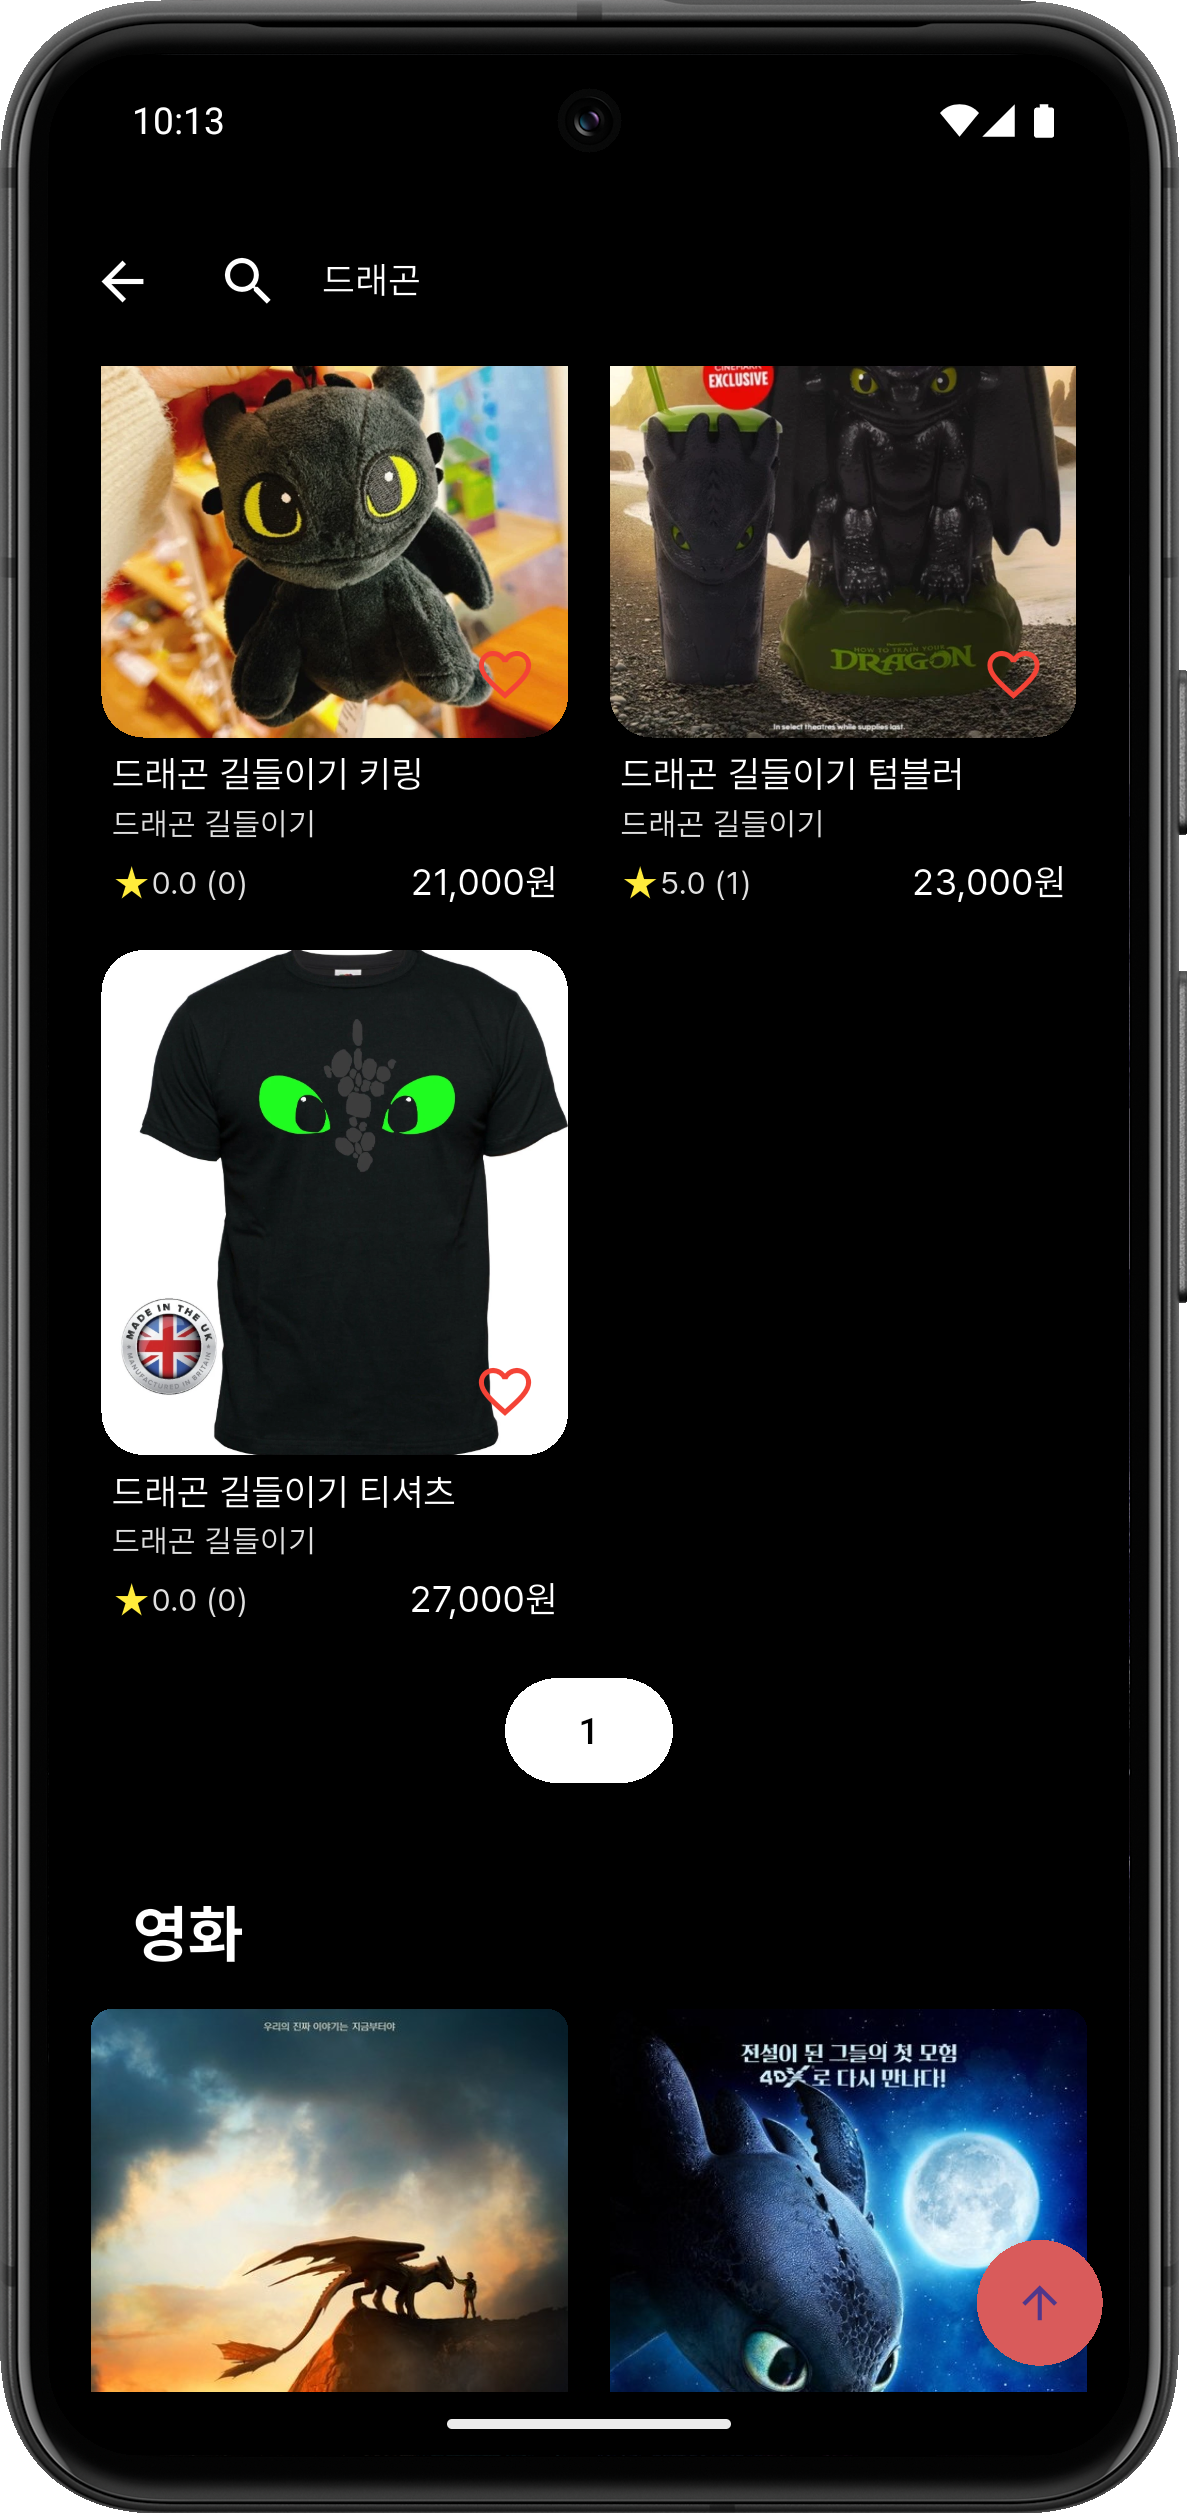 10:13
드래곤
CINEMARK
EXCLUSIVE
HOW TO TRAIN YOUR
DRAGON
In select theatres while supplies last.
드래곤 길들이기 키링
드래곤 길들이기
0.0 (0)
21,000원
드래곤 길들이기 텀블러
드래곤 길들이기
5.0 (1)
23,000원
MADE IN THE UK
MANUFACTURED IN BRITAIN
드래곤 길들이기 티셔츠
드래곤 길들이기
0.0 (0)
27,000원
1
영화
우리의 진짜 이야기는 지금부터야
전설이 된 그들의 첫 모험
4DX로 다시 만나다!